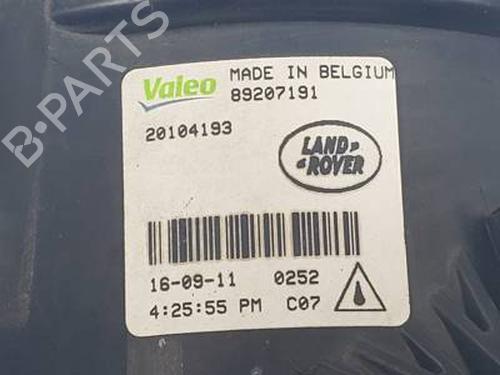 B-PARTS
Valeo
MADE IN BELGIUM
89207191
20104193
LAND
ROVER
16-09-11 0252
4:25:55 PM C07